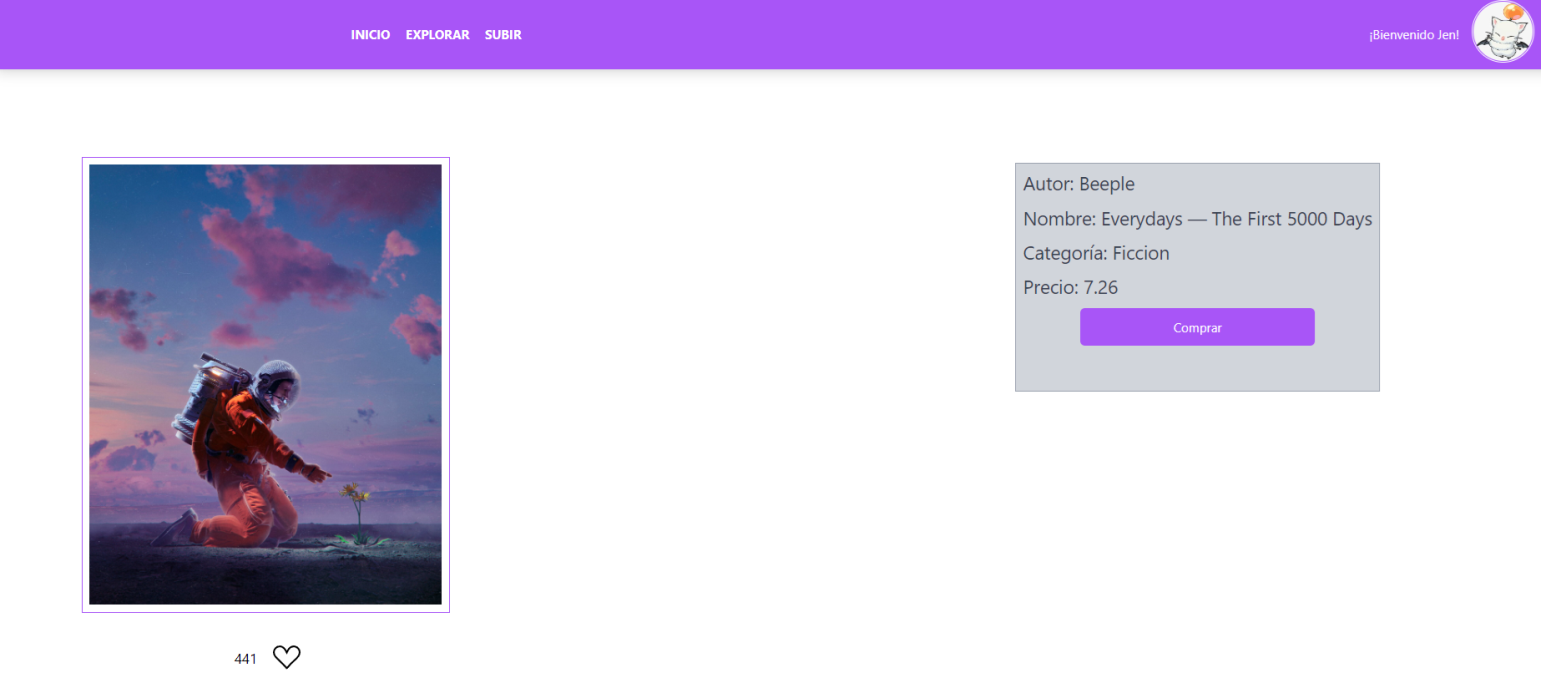 INICIO EXPLORAR SUBIR
¡Bienvenido Jen!
Autor: Beeple
Nombre: Everydays — The First 5000 Days
Categoría: Ficcion
Precio: 7.26
Comprar
441